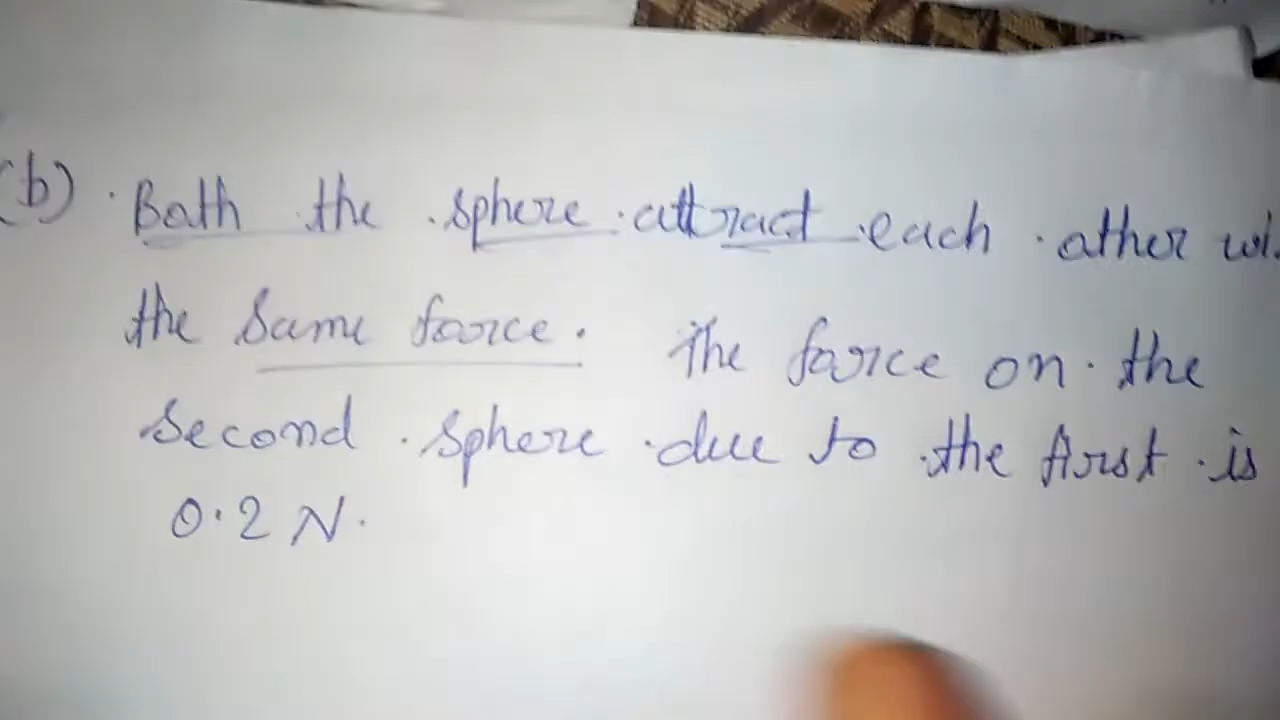 (b) Both the sphere attract each other wi
the same force. The force on the
second sphere due to the first is
0.2 N.